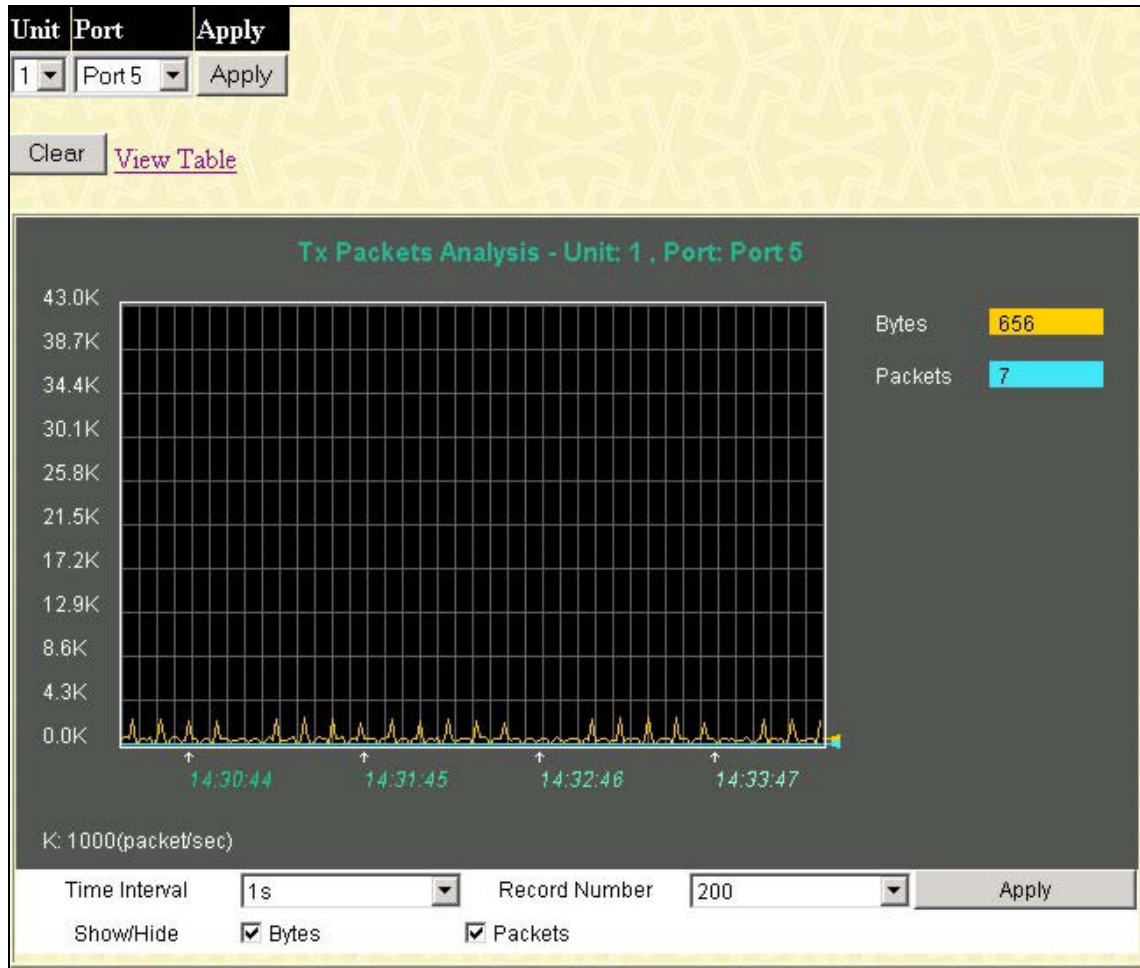 Unit Port Apply
1 Port 5 Apply
Clear View Table
Tx Packets Analysis - Unit: 1 , Port: Port 5
43.0K
38.7K
34.4K
30.1K
25.8K
21.5K
17.2K
12.9K
8.6K
4.3K
0.0K
Bytes 656
Packets 7
14:30:44 14:31:45 14:32:46 14:33:47
K: 1000(packet/sec)
Time Interval 1s Record Number 200 Apply
Show/Hide Bytes Packets